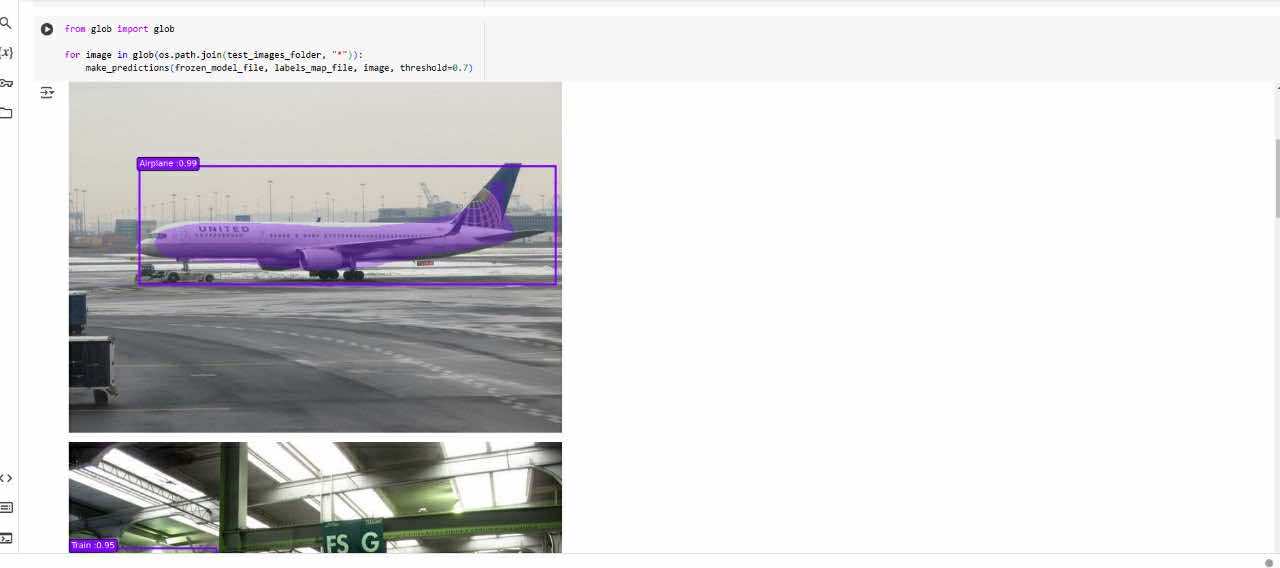 from glob import glob
for image in glob(os.path.join(test_images_folder, "*")):
make_predictions(frozen_model_file, labels_map_file, image, threshold=0.7)
Airplane :0.99
UNITED
FS G
Train :0.95